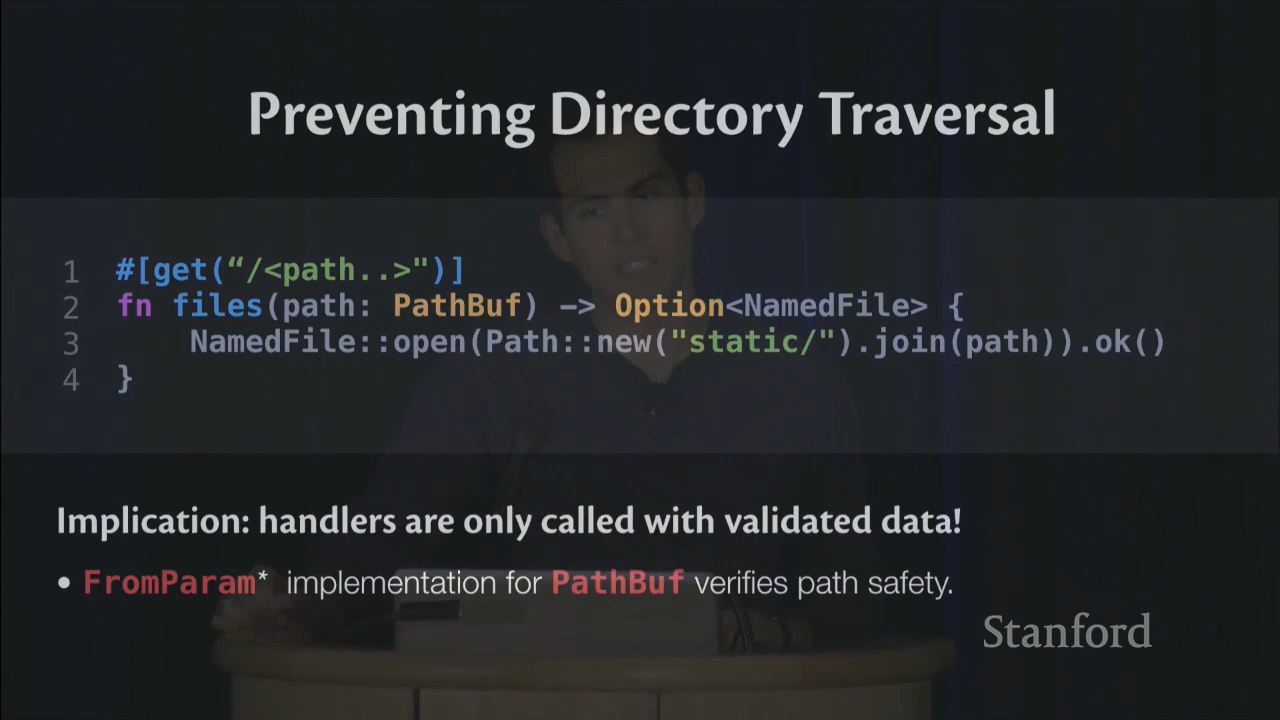 Preventing Directory Traversal
1 #[get(“/<path..>")]
2 fn files(path: PathBuf) -> Option<NamedFile> {
3 NamedFile::open(Path::new("static/").join(path)).ok()
4 }
Implication: handlers are only called with validated data!
• FromParam* implementation for PathBuf verifies path safety.
Stanford